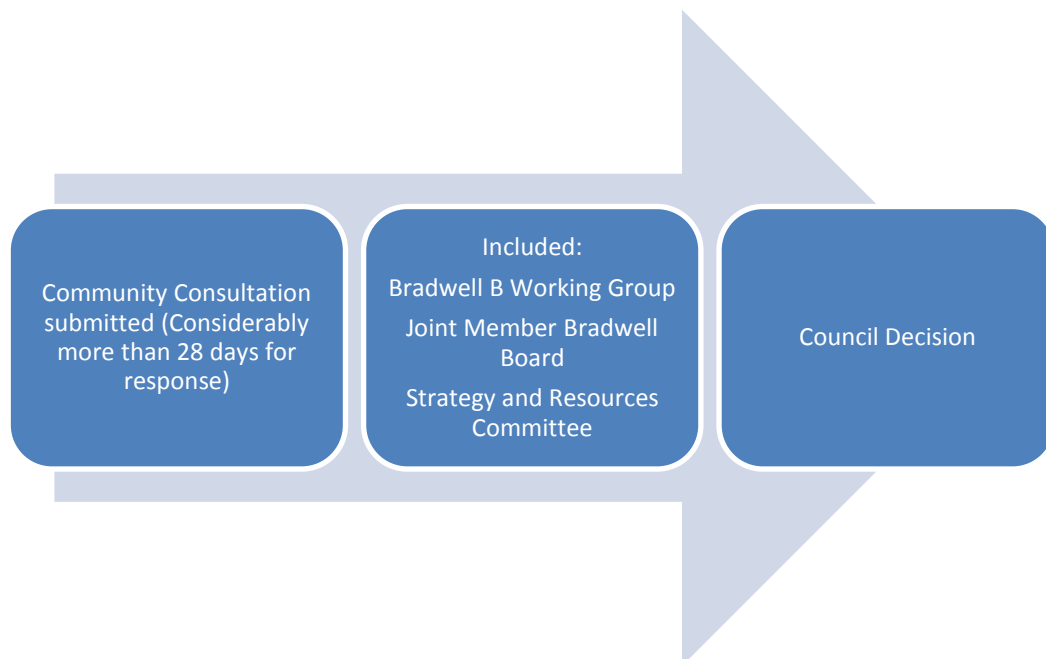 Community Consultation
submitted (Considerably
more than 28 days for
response)
Included:
Bradwell B Working Group
Joint Member Bradwell
Board
Strategy and Resources
Committee
Council Decision